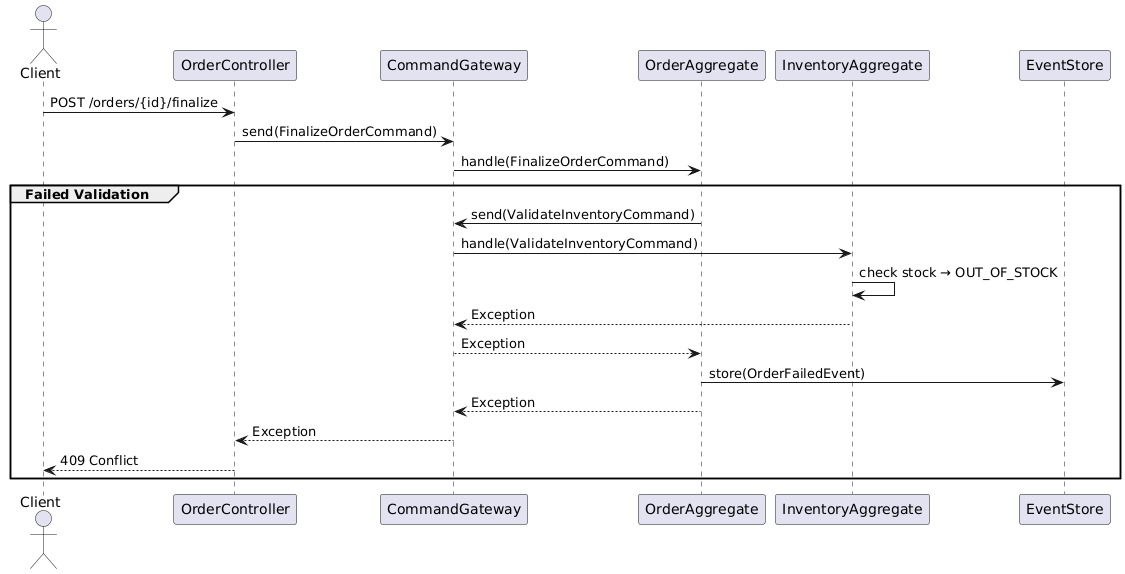 Client
OrderController
CommandGateway
OrderAggregate
InventoryAggregate
EventStore
POST /orders/{id}/finalize
send(FinalizeOrderCommand)
handle(FinalizeOrderCommand)
Failed Validation
send(ValidateInventoryCommand)
handle(ValidateInventoryCommand)
check stock → OUT_OF_STOCK
Exception
Exception
store(OrderFailedEvent)
Exception
Exception
409 Conflict
Client
OrderController
CommandGateway
OrderAggregate
InventoryAggregate
EventStore